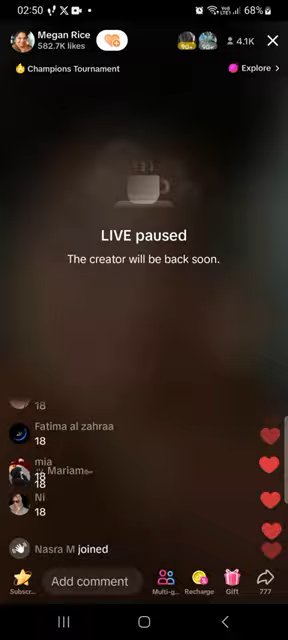 02:50
68%
Megan Rice
582.7K likes
4.1K
Champions Tournament
Explore >
LIVE paused
The creator will be back soon.
18
Fatima al zahraa
18
mia
18
Mariam
18
Ni
18
Nasra M joined
Subscr...
Add comment
Multi-g...
Recharge
Gift
777